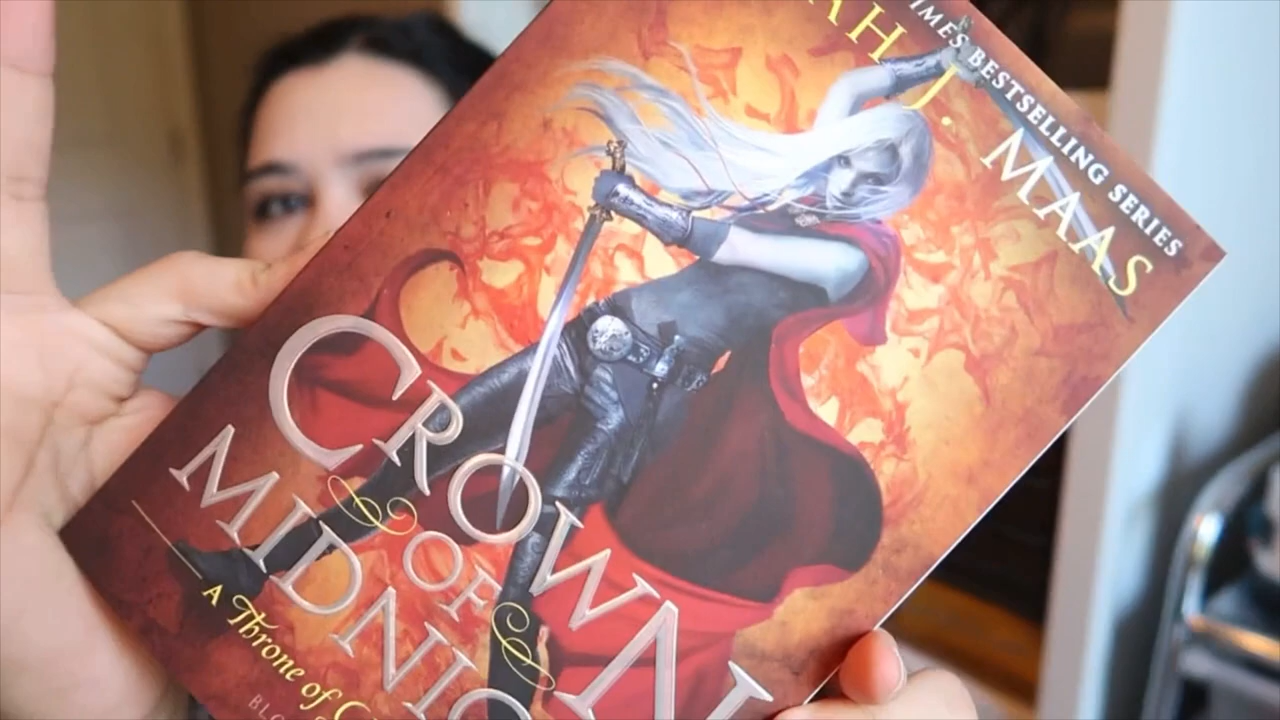 TIMES BESTSELLING SERIES
J. MAAS
CROWN
OF
MIDNIG
A Throne of